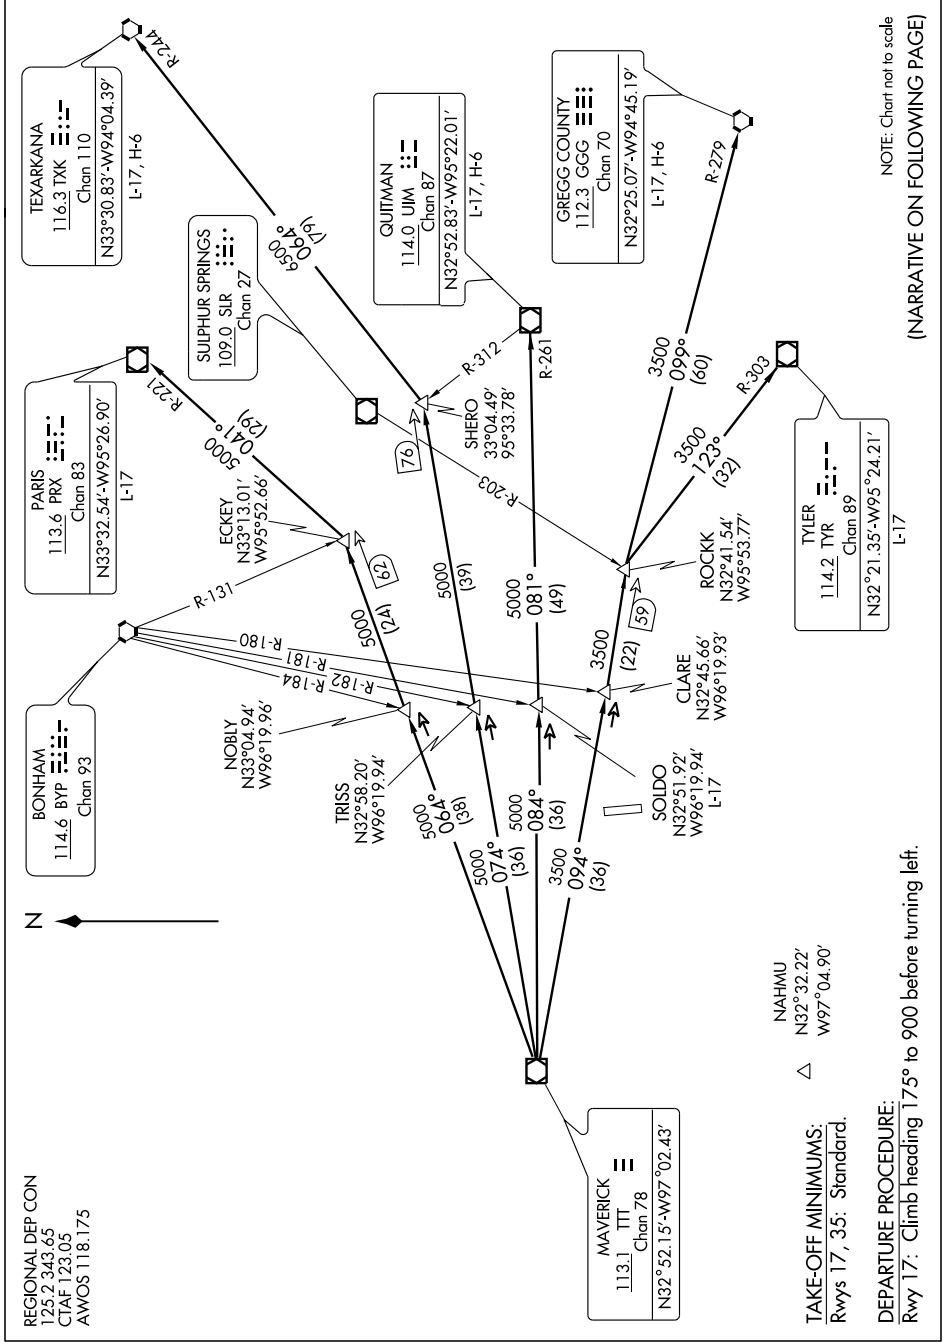 REGIONAL DEP CON
125.2 343.65
CTAF 123.05
AWOS 118.175
N
BONHAM
114.6 BYP
Chan 93
PARIS
113.6 PRX
Chan 83
N33°32.54'-W95°26.90'
L-17
TEXARKANA
116.3 TXK
Chan 110
N33°30.83'-W94°04.39'
L-17, H-6
SULPHUR SPRINGS
109.0 SLR
Chan 27
QUITMAN
114.0 UIM
Chan 87
N32°52.83'-W95°22.01'
L-17, H-6
GREGG COUNTY
112.3 GGG
Chan 70
N32°25.07'-W94°45.19'
L-17, H-6
TYLER
114.2 TYR
Chan 89
N32°21.35'-W95°24.21'
L-17
MAVERICK
113.1 TTT
Chan 78
N32°52.15'-W97°02.43'
NOBLY
N33°04.94'
W96°19.96'
TRISS
N32°58.20'
W96°19.94'
SOLDO
N32°51.92'
W96°19.94'
L-17
CLARE
N32°45.66'
W96°19.93'
ECKEY
N33°13.01'
W95°52.66'
SHERO
33°04.49'
95°33.78'
ROCKK
N32°41.54'
W95°53.77'
NAHMU
N32°32.22'
W97°04.90'
5000
064°
(38)
5000
074°
(36)
5000
084°
(36)
3500
094°
(36)
R-184
R-182
R-181
R-180
R-131
5000
(24)
62
5000
041°
(29)
R-221
5000
(39)
76
6500
064°
(79)
R-244
R-312
5000
081°
(49)
R-261
R-203
3500
(22)
59
3500
099°
(60)
R-279
3500
123°
(32)
R-303
TAKE-OFF MINIMUMS:
Rwys 17, 35: Standard.
DEPARTURE PROCEDURE:
Rwy 17: Climb heading 175° to 900 before turning left.
NOTE: Chart not to scale
(NARRATIVE ON FOLLOWING PAGE)